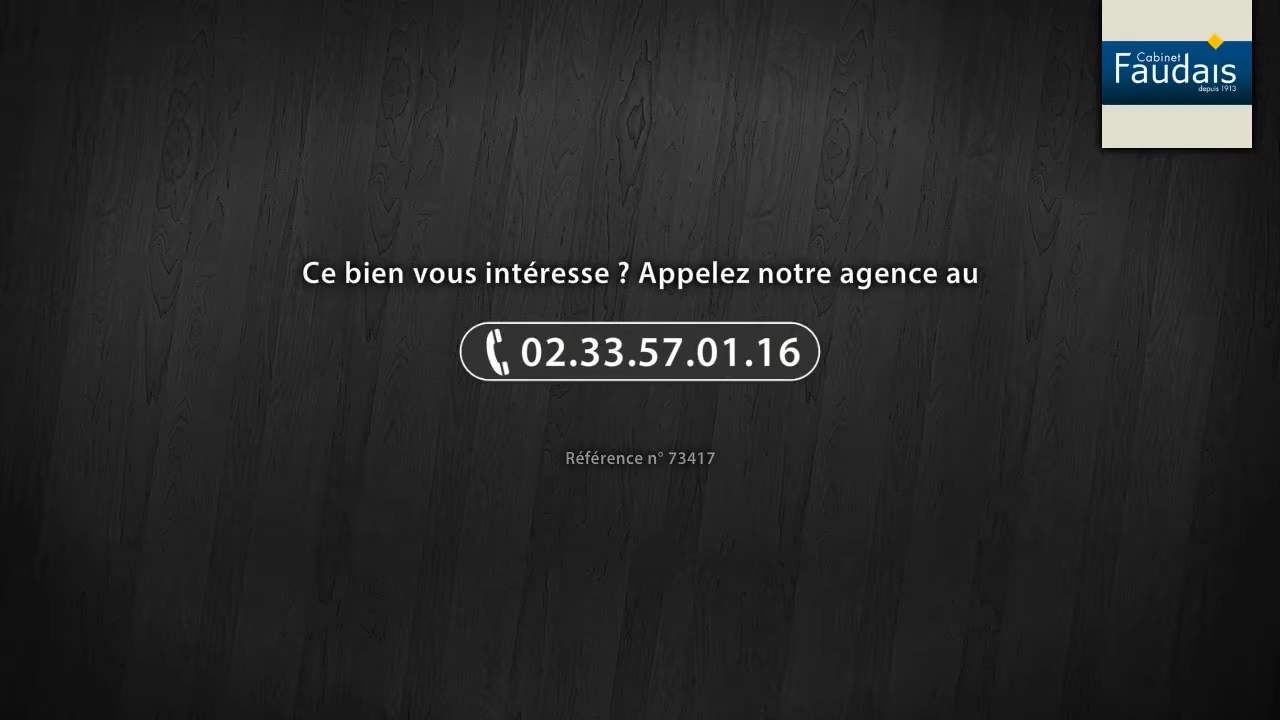 Cabinet
Faudais
depuis 1913
Ce bien vous intéresse ? Appelez notre agence au
02.33.57.01.16
Référence n° 73417